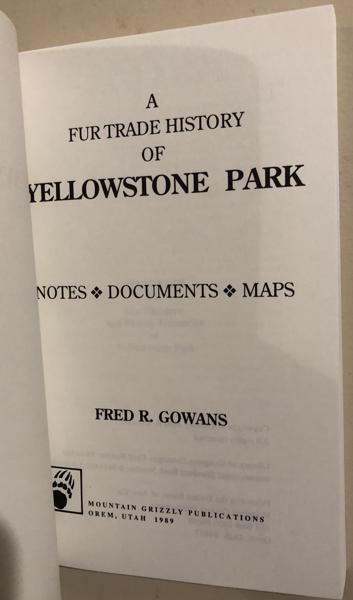 A
FUR TRADE HISTORY
OF
YELLOWSTONE PARK
NOTES ❖ DOCUMENTS ❖ MAPS
FRED R. GOWANS
MOUNTAIN GRIZZLY PUBLICATIONS
OREM, UTAH 1989